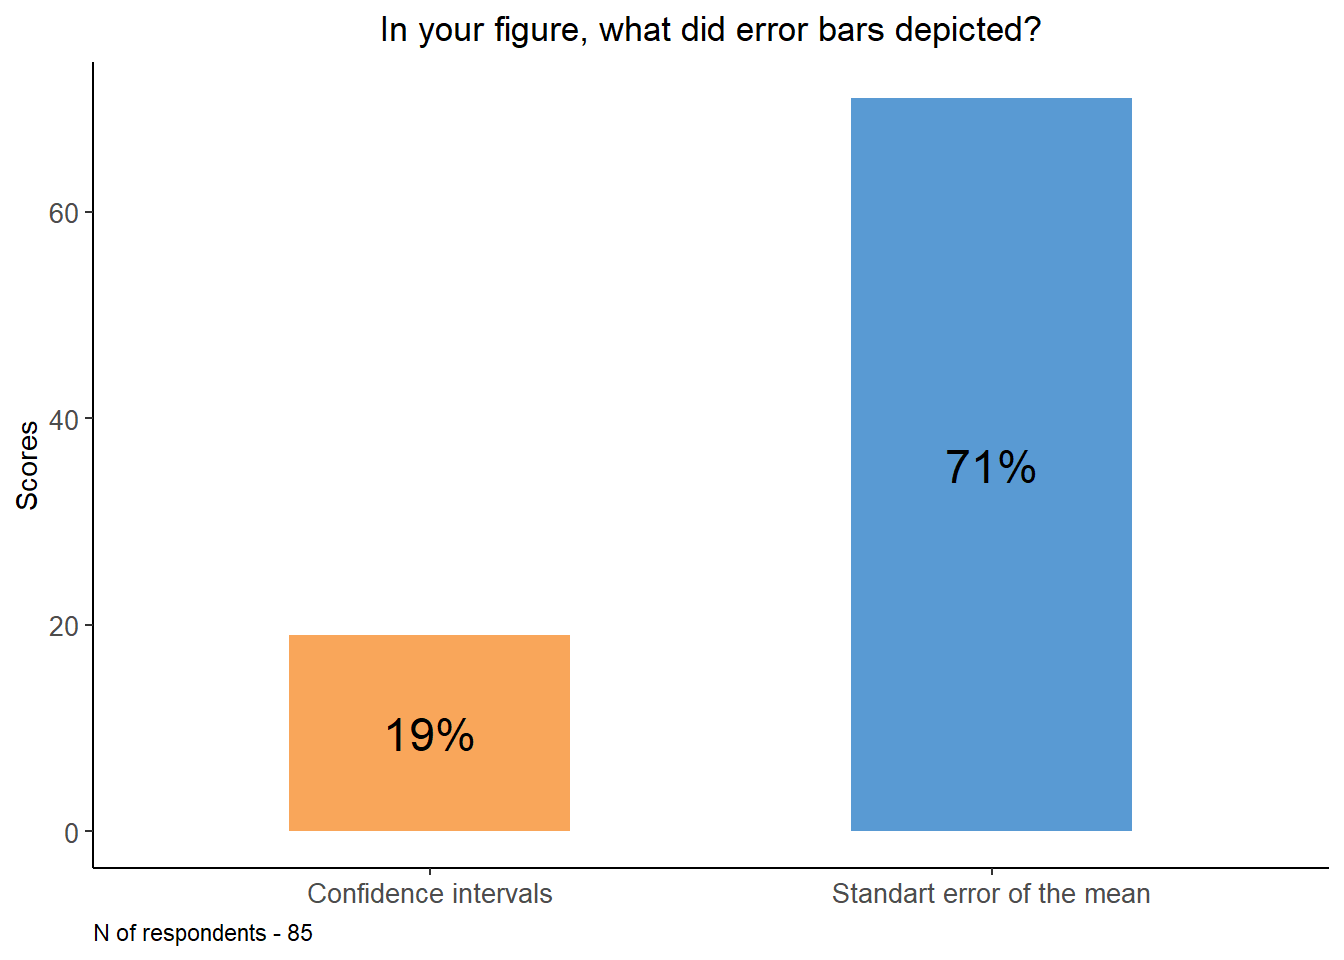 In your figure, what did error bars depicted?
Scores
60
40
20
0
19%
71%
Confidence intervals
Standart error of the mean
N of respondents - 85